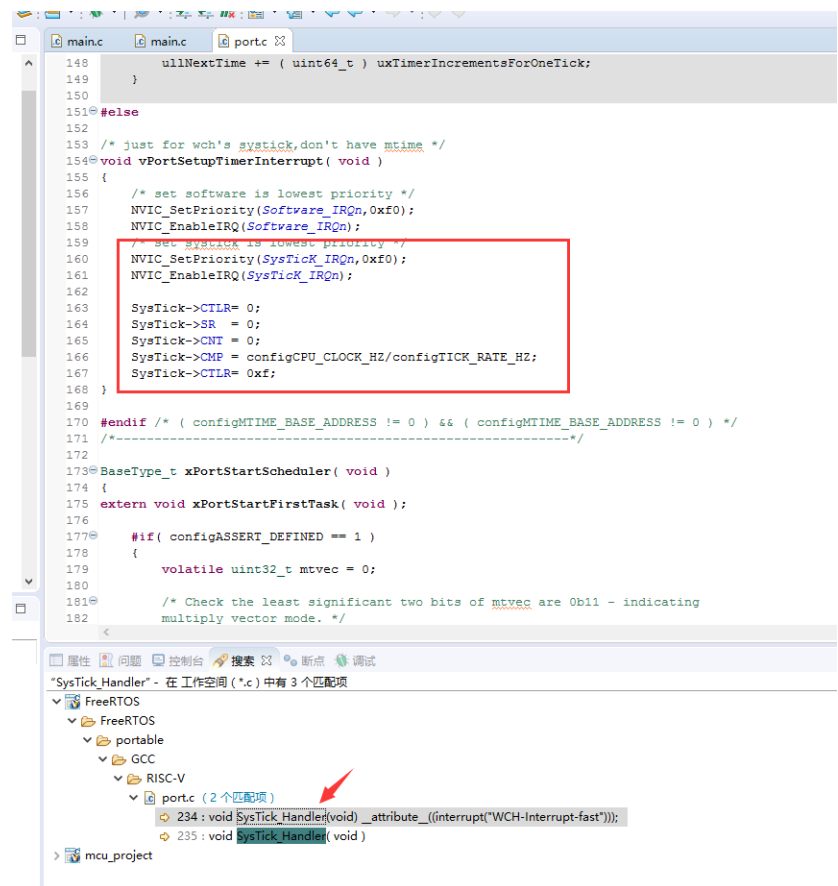 main.c
main.c
port.c
148 ullNextTime += ( uint64_t ) uxTimerIncrementsForOneTick;
149 }
150
151 #else
152
153 /* just for wch's systick,don't have mtime */
154 void vPortSetupTimerInterrupt( void )
155 {
156 /* set software is lowest priority */
157 NVIC_SetPriority(Software_IRQn,0xf0);
158 NVIC_EnableIRQ(Software_IRQn);
159 /* set systick is lowest priority */
160 NVIC_SetPriority(SysTicK_IRQn,0xf0);
161 NVIC_EnableIRQ(SysTicK_IRQn);
162
163 SysTick->CTLR= 0;
164 SysTick->SR = 0;
165 SysTick->CNT = 0;
166 SysTick->CMP = configCPU_CLOCK_HZ/configTICK_RATE_HZ;
167 SysTick->CTLR= 0xf;
168 }
169
170 #endif /* ( configMTIME_BASE_ADDRESS != 0 ) && ( configMTIME_BASE_ADDRESS != 0 ) */
171 /*-----------------------------------------------------------*/
172
173 BaseType_t xPortStartScheduler( void )
174 {
175 extern void xPortStartFirstTask( void );
176
177 #if( configASSERT_DEFINED == 1 )
178 {
179 volatile uint32_t mtvec = 0;
180
181 /* Check the least significant two bits of mtvec are 0b11 - indicating
182 multiply vector mode. */
属性 问题 控制台 搜索 断点 调试
"SysTick_Handler" - 在 工作空间 ( *.c ) 中有 3 个匹配项
FreeRTOS
FreeRTOS
portable
GCC
RISC-V
port.c （2 个匹配项）
234 : void SysTick_Handler(void) __attribute__((interrupt("WCH-Interrupt-fast")));
235 : void SysTick_Handler( void )
mcu_project